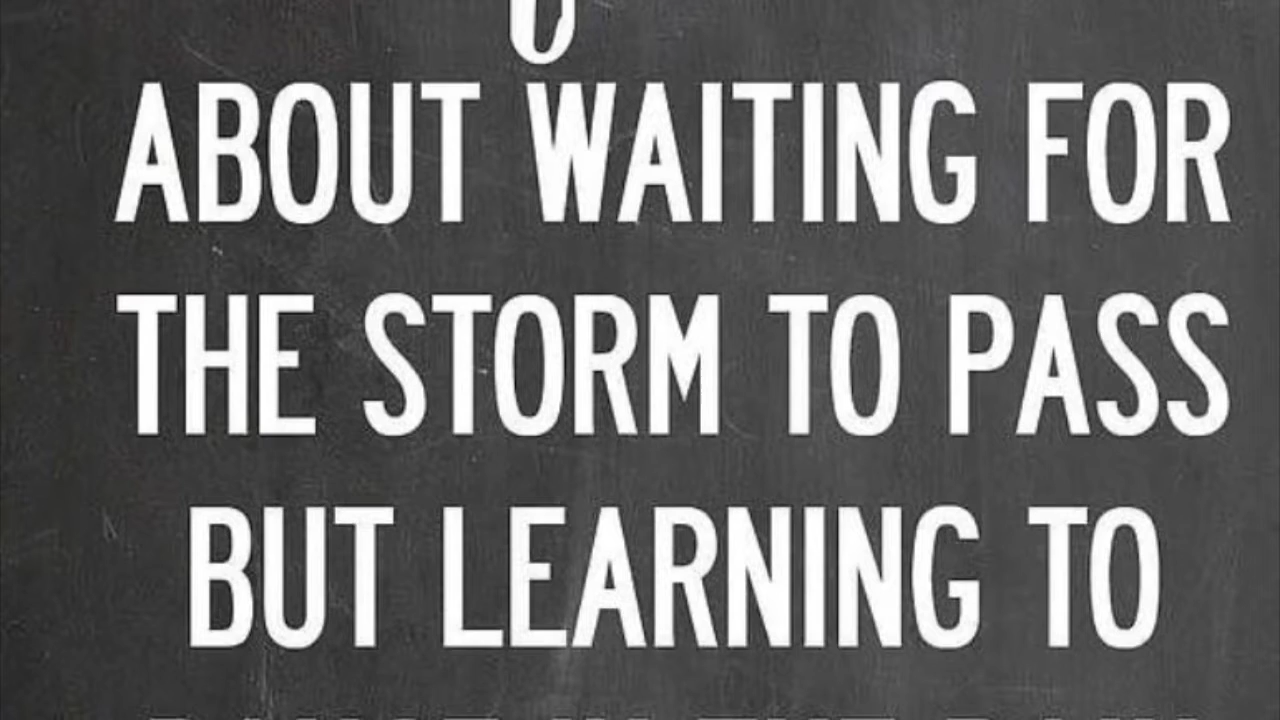 ABOUT WAITING FOR
THE STORM TO PASS
BUT LEARNING TO